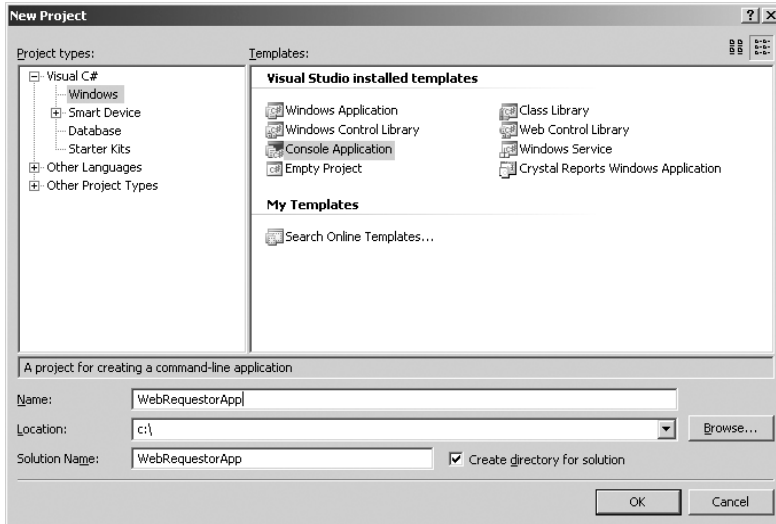 New Project
Project types:
Templates:
Visual C#
Windows
Smart Device
Database
Starter Kits
Other Languages
Other Project Types
Visual Studio installed templates
Windows Application
Class Library
Windows Control Library
Web Control Library
Console Application
Windows Service
Empty Project
Crystal Reports Windows Application
My Templates
Search Online Templates...
A project for creating a command-line application
Name:
WebRequestorApp
Location:
c:\
Browse...
Solution Name:
WebRequestorApp
Create directory for solution
OK
Cancel